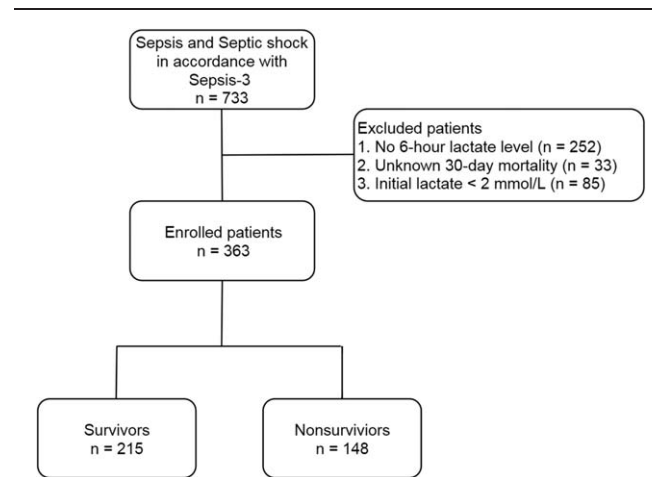 Sepsis and Septic shock
in accordance with
Sepsis-3
n = 733
Excluded patients
1. No 6-hour lactate level (n = 252)
2. Unknown 30-day mortality (n = 33)
3. Initial lactate < 2 mmol/L (n = 85)
Enrolled patients
n = 363
Survivors
n = 215
Nonsurviviors
n = 148